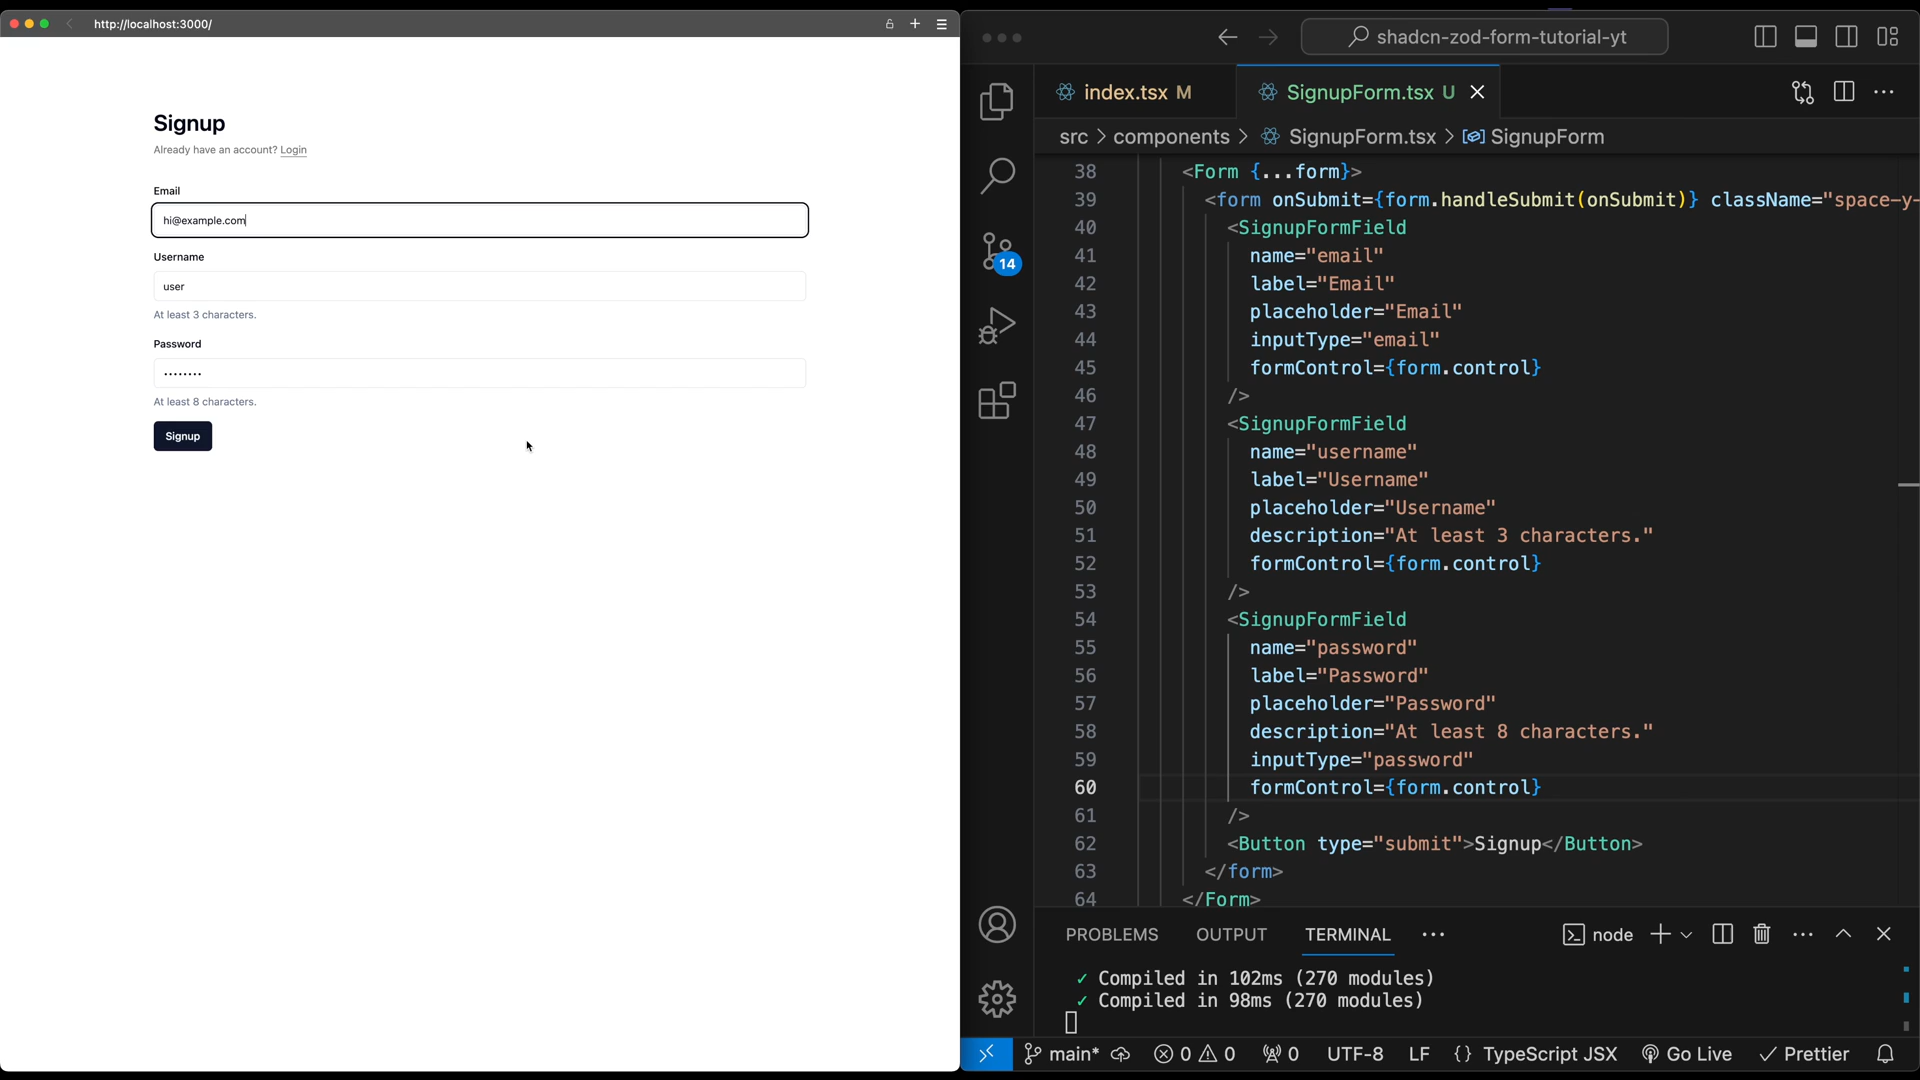 http://localhost:3000/
Signup
Already have an account? Login
Email
hi@example.com
Username
user
At least 3 characters.
Password
••••••••
At least 8 characters.
Signup
shadcn-zod-form-tutorial-yt
index.tsx M
SignupForm.tsx U
src > components > SignupForm.tsx > SignupForm
38 <Form {...form}>
39 <form onSubmit={form.handleSubmit(onSubmit)} className="space-y-
40 <SignupFormField
41 name="email"
42 label="Email"
43 placeholder="Email"
44 inputType="email"
45 formControl={form.control}
46 />
47 <SignupFormField
48 name="username"
49 label="Username"
50 placeholder="Username"
51 description="At least 3 characters."
52 formControl={form.control}
53 />
54 <SignupFormField
55 name="password"
56 label="Password"
57 placeholder="Password"
58 description="At least 8 characters."
59 inputType="password"
60 formControl={form.control}
61 />
62 <Button type="submit">Signup</Button>
63 </form>
64 </Form>
14
PROBLEMS OUTPUT TERMINAL ··· node
✓ Compiled in 102ms (270 modules)
✓ Compiled in 98ms (270 modules)
main* 0 0 0 UTF-8 LF {} TypeScript JSX Go Live ✓ Prettier